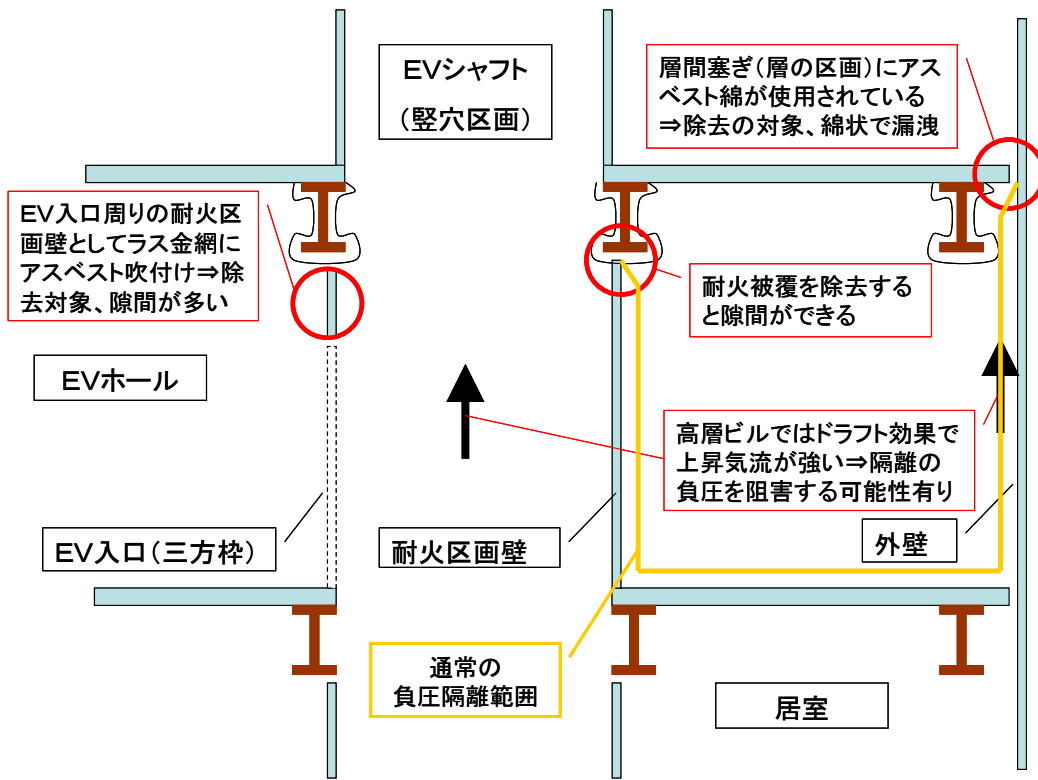 EVシャフト
(竪穴区画)
層間塞ぎ(層の区画)にアス
ベスト綿が使用されている
⇒除去の対象、綿状で漏洩
EV入口周りの耐火区
画壁としてラス金網に
アスベスト吹付け⇒除
去対象、隙間が多い
耐火被覆を除去する
と隙間ができる
EVホール
高層ビルではドラフト効果で
上昇気流が強い⇒隔離の
負圧を阻害する可能性有り
EV入口(三方枠)
耐火区画壁
外壁
通常の
負圧隔離範囲
居室